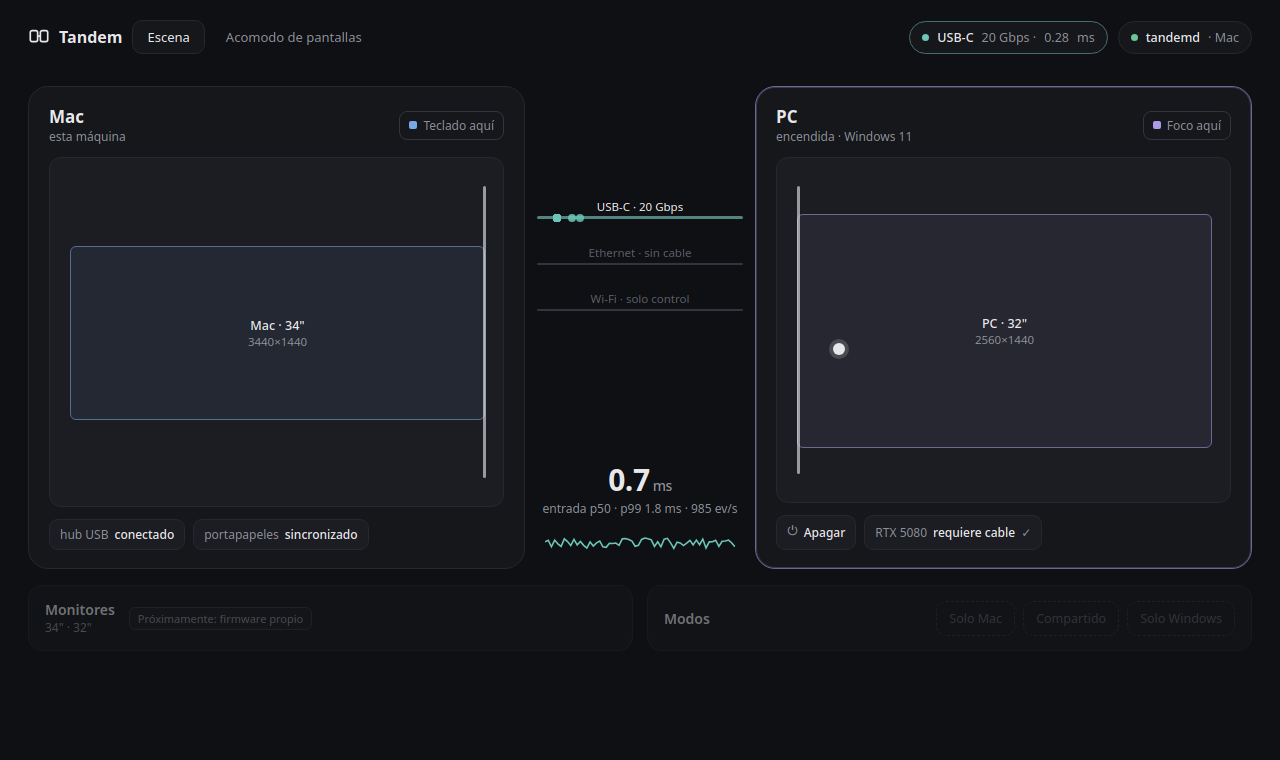 Tandem
Escena
Acomodo de pantallas
USB-C 20 Gbps · 0.28 ms
tandemd · Mac
Mac
esta máquina
Teclado aquí
Mac · 34"
3440×1440
hub USB conectado
portapapeles sincronizado
USB-C · 20 Gbps
Ethernet · sin cable
Wi-Fi · solo control
0.7 ms
entrada p50 · p99 1.8 ms · 985 ev/s
PC
encendida · Windows 11
Foco aquí
PC · 32"
2560×1440
Apagar
RTX 5080 requiere cable ✓
Monitores
34" · 32"
Próximamente: firmware propio
Modos
Solo Mac
Compartido
Solo Windows